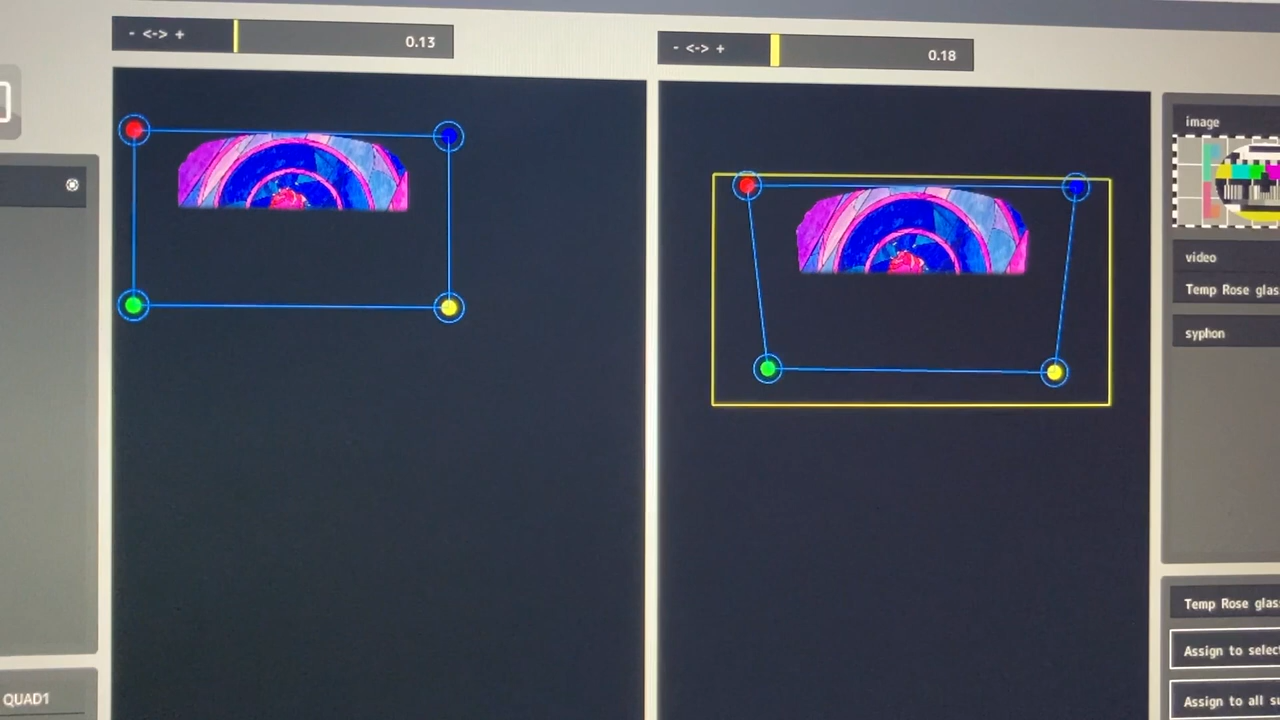 - <-> +
0.13
- <-> +
0.18
image
video
Temp Rose glas
syphon
Temp Rose glas
Assign to selec
Assign to all su
QUAD1